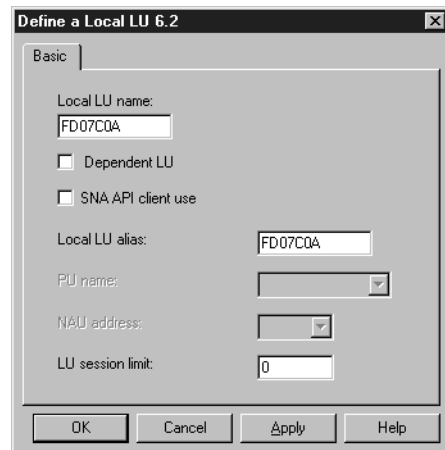 Define a Local LU 6.2
Basic
Local LU name:
FD07C0A
Dependent LU
SNA API client use
Local LU alias: FD07C0A
PU name:
NAU address:
LU session limit: 0
OK Cancel Apply Help